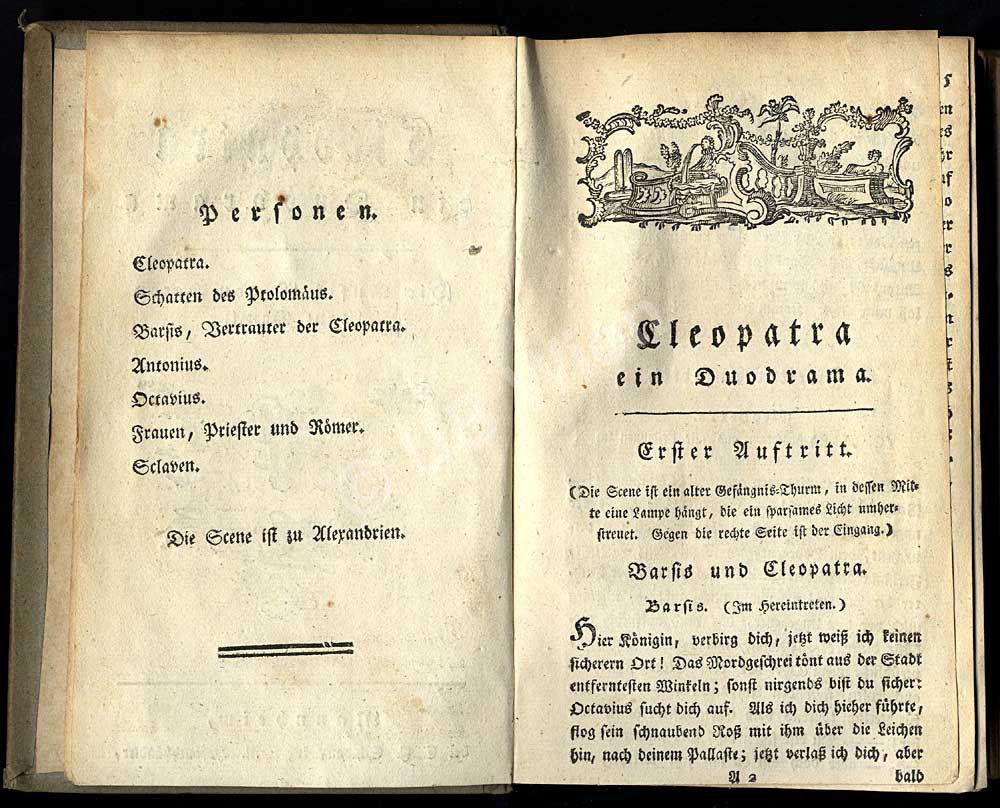 Personen.
Cleopatra.
Schatten des Ptolomäus.
Barsis, Vertrauter der Cleopatra.
Antonius.
Octavius.
Frauen, Priester und Römer.
Sclaven.
Die Scene ist zu Alexandrien.
Cleopatra
ein Duodrama.
Erster Auftritt.
(Die Scene ist ein alter Gefängnis-Thurm, in dessen Mit-
te eine Lampe hängt, die ein sparsames Licht umher-
streuet. Gegen die rechte Seite ist der Eingang.)
Barsis und Cleopatra.
Barsis. (Im Hereintreten.)
Hier Königin, verbirg dich, jetzt weiß ich keinen
sicherern Ort! Das Mordgeschrei tönt aus der Stadt
entferntesten Winkeln; sonst nirgends bist du sicher:
Octavius sucht dich auf. Als ich dich hieher führte,
flog sein schnaubend Roß mit ihm über die Leichen
hin, nach deinem Pallaste; jetzt verlaß ich dich, aber
A 2 bald